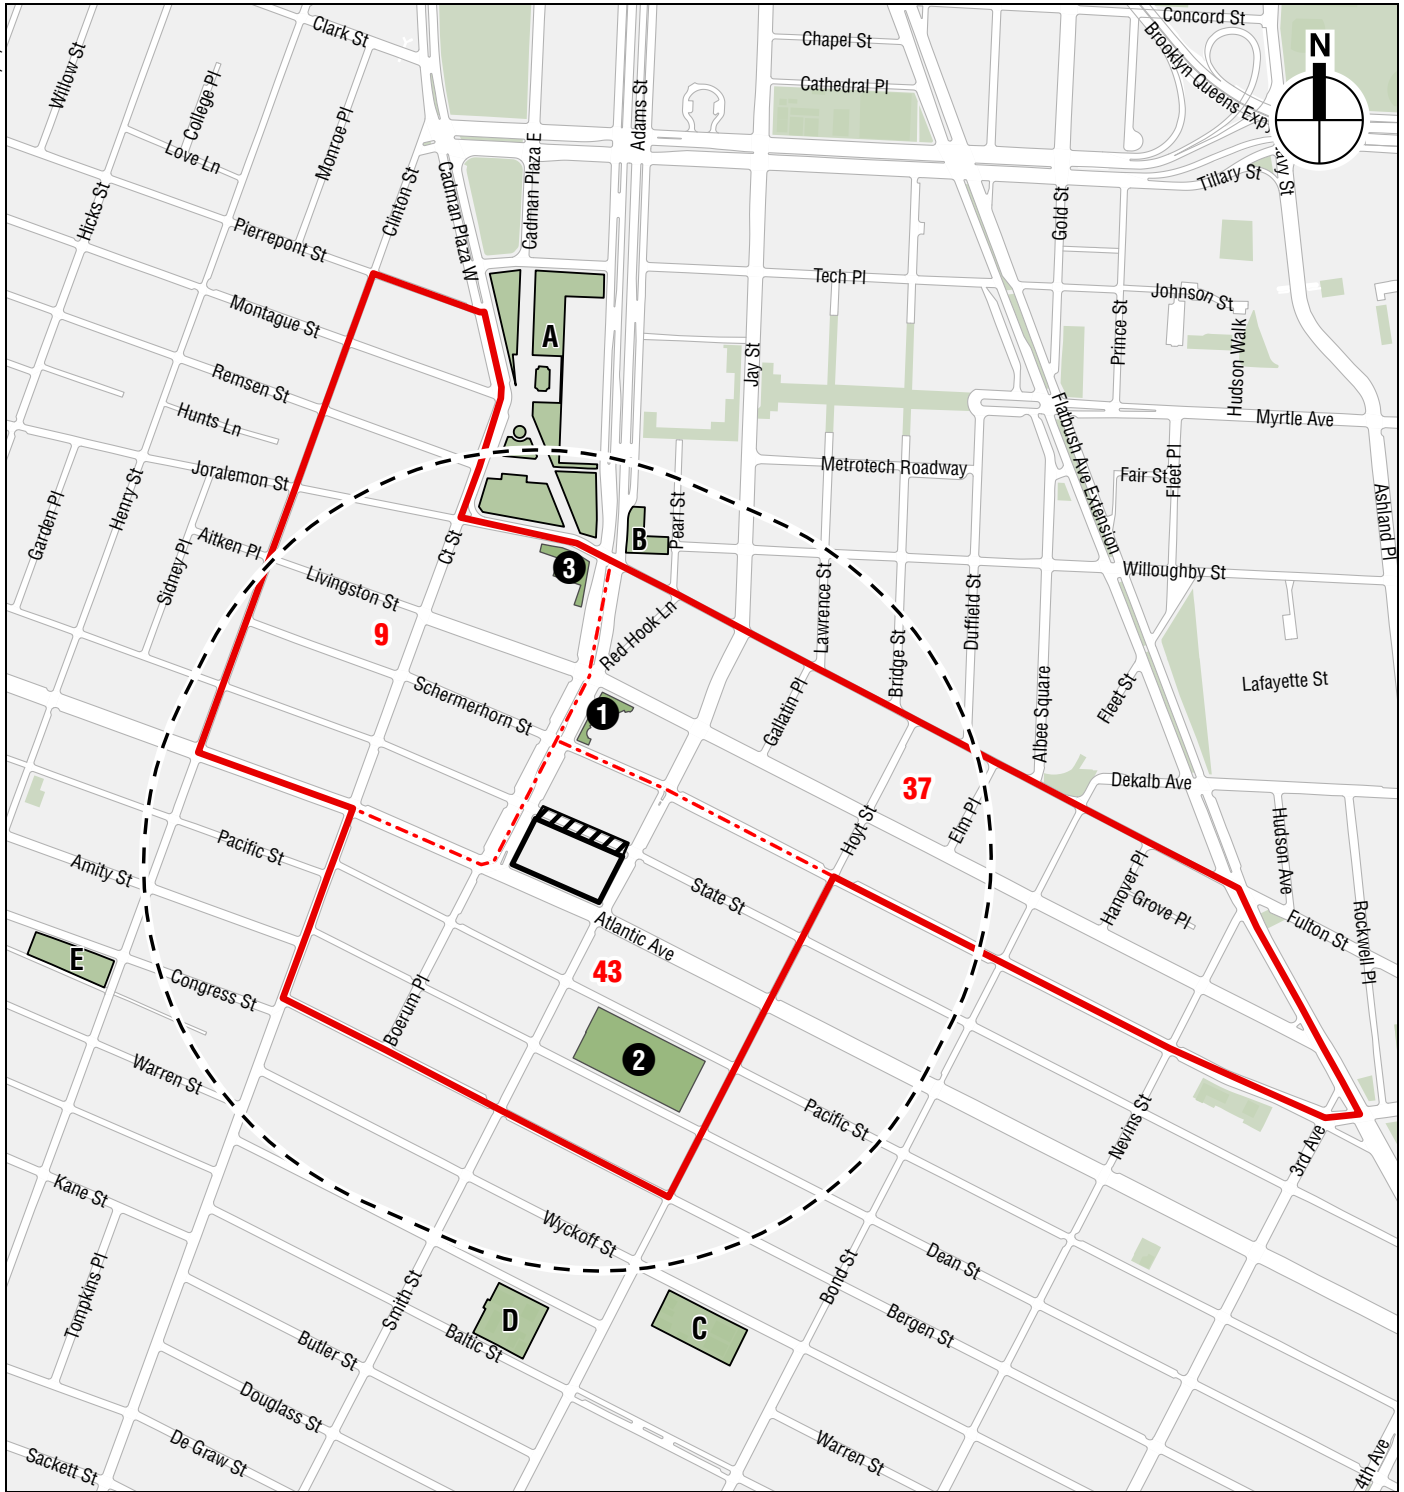 Concord St
Clark St
Chapel St
N
Willow St
College Pl
Adams St
Brooklyn Queens Exp
Cathedral Pl
Monroe Pl
Love Ln
Cadman Plaza E
Tillary St
Clinton St
Cadman Plaza W
Hicks St
Gold St
Pierrepont St
Tech Pl
Johnson St
Montague St
A
Prince St
Hudson Walk
Jay St
Remsen St
Hunts Ln
Myrtle Ave
Flatbush Ave Extension
Metrotech Roadway
Fair St
Fleet Pl
Joralemon St
Henry St
Garden Pl
Ashland Pl
Pearl St
B
Ct St
Aitken Pl
Sidney Pl
3
Livingston St
Willoughby St
Lawrence St
Duffield St
Red Hook Ln
9
Bridge St
Schermerhorn St
Lafayette St
Fleet St
Albee Square
1
Gallatin Pl
37
Dekalb Ave
Elm Pl
Hoyt St
Hudson Ave
Pacific St
Amity St
State St
Hanover Pl
Grove Pl
Fulton St
Rockwell Pl
Atlantic Ave
E
43
Congress St
Boerum Pl
2
Warren St
Pacific St
Nevins St
3rd Ave
Kane St
Wyckoff St
Dean St
Bond St
Tompkins Pl
Smith St
D
C
Baltic St
Bergen St
Butler St
Douglass St
De Graw St
Warren St
Sackett St
4th Ave